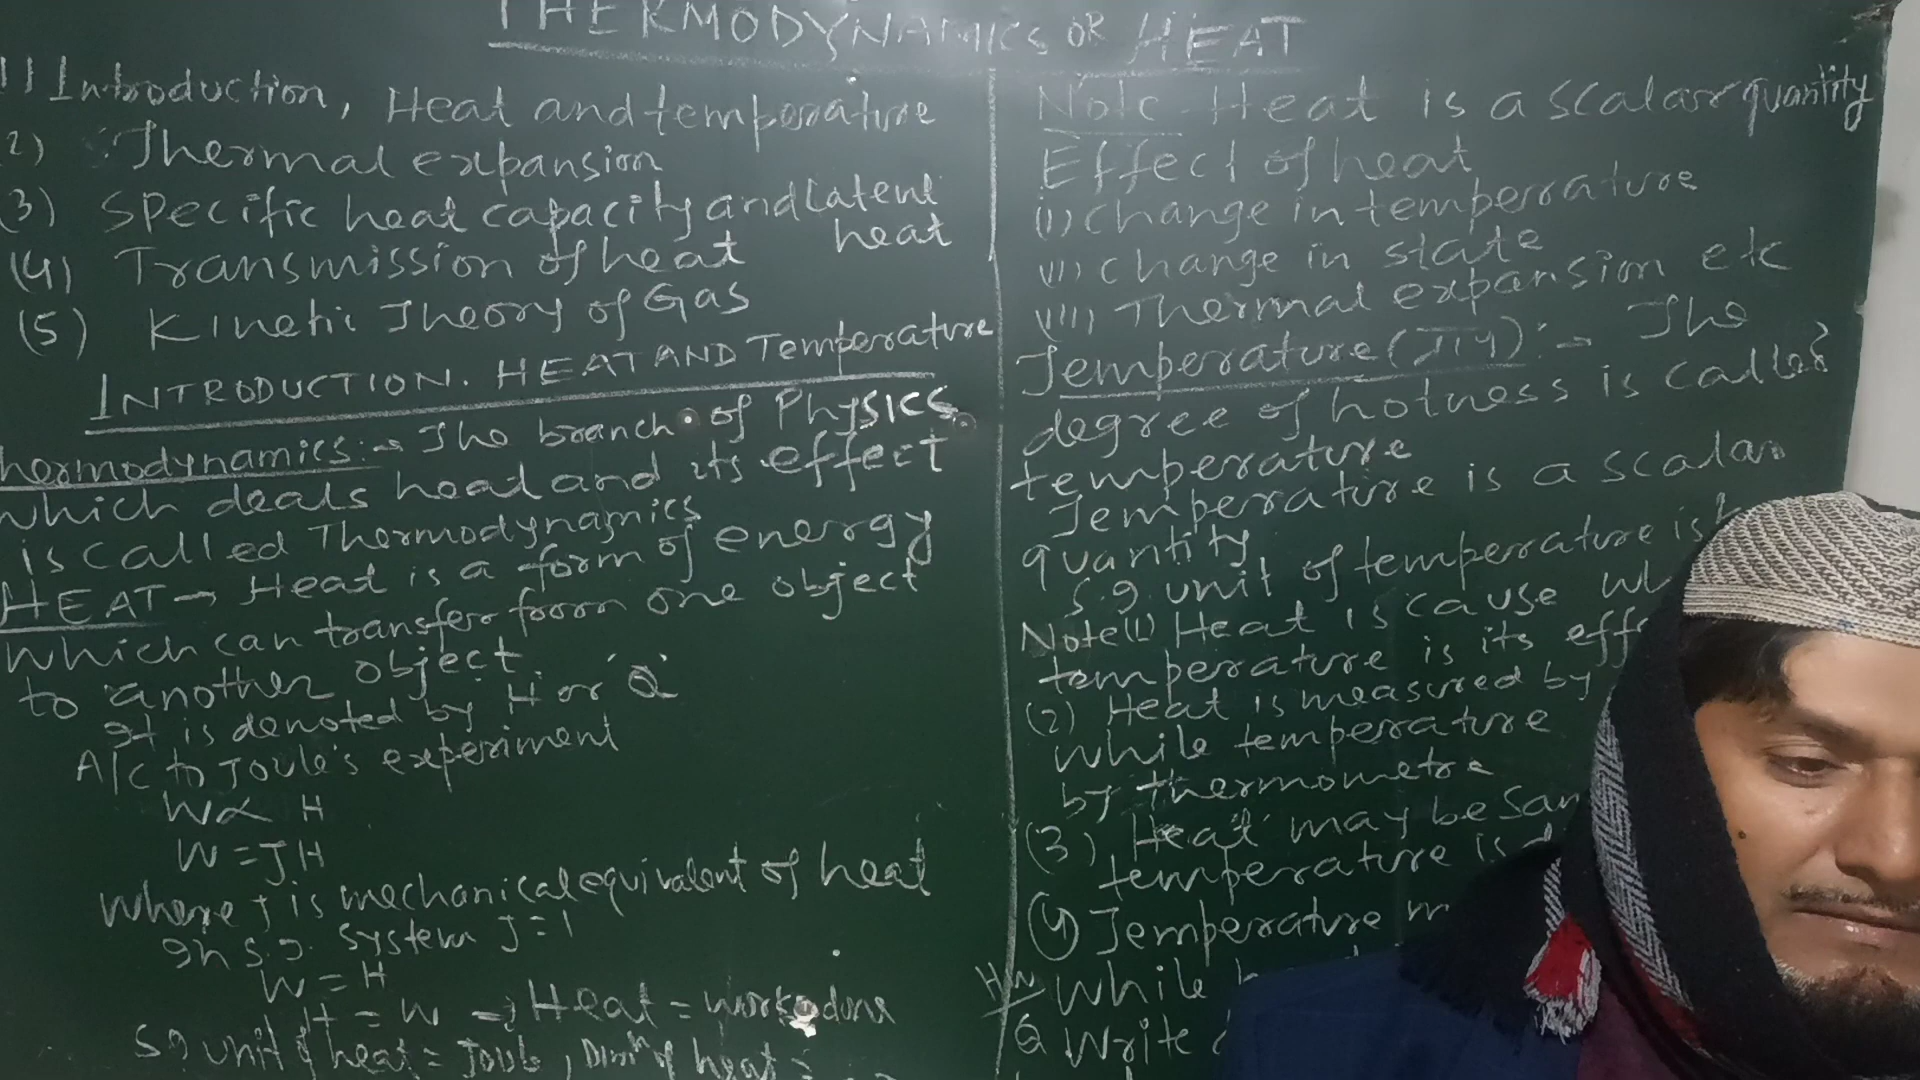 THERMODYNAMICS OR HEAT
1) Introduction, Heat and temperature
2) Thermal expansion
(3) Specific heat capacity and Latent
heat
(4) Transmission of heat
(5) Kinetic Theory of Gas
INTRODUCTION. HEAT AND Temperature
hermodynamics:→ The branch of Physics
which deals heat and its effect
is called Thermodynamics
HEAT → Heat is a form of energy
which can transfer from one object
to another object.
It is denoted by 'H' or 'Q'
A/C to Joule's experiment
W ∝ H
W = JH
Where J is mechanical equivalent of heat
In S.I. system J = 1
W = H
H = W → Heat = work done
S I unit of heat = Joule, Dimn of heat =
Note Heat is a scalar quantity
Effect of heat
(i) change in temperature
(ii) change in state
(iii) Thermal expansion etc
Temperature :→ The
degree of hotness is called
temperature
Temperature is a scalar
quantity
S.I. unit of temperature is
Note (1) Heat is cause
temperature is its
(2) Heat is measured by
while temperature
by thermometre
(3) Heat may be
temperature is
(4) Temperature
while
HW
Q Write